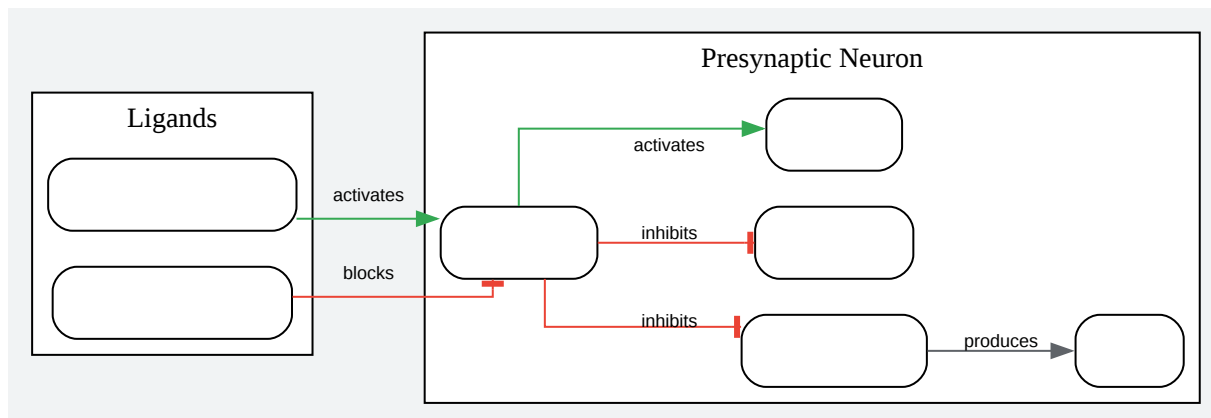 Presynaptic Neuron
Ligands
activates
activates
inhibits
blocks
inhibits
produces